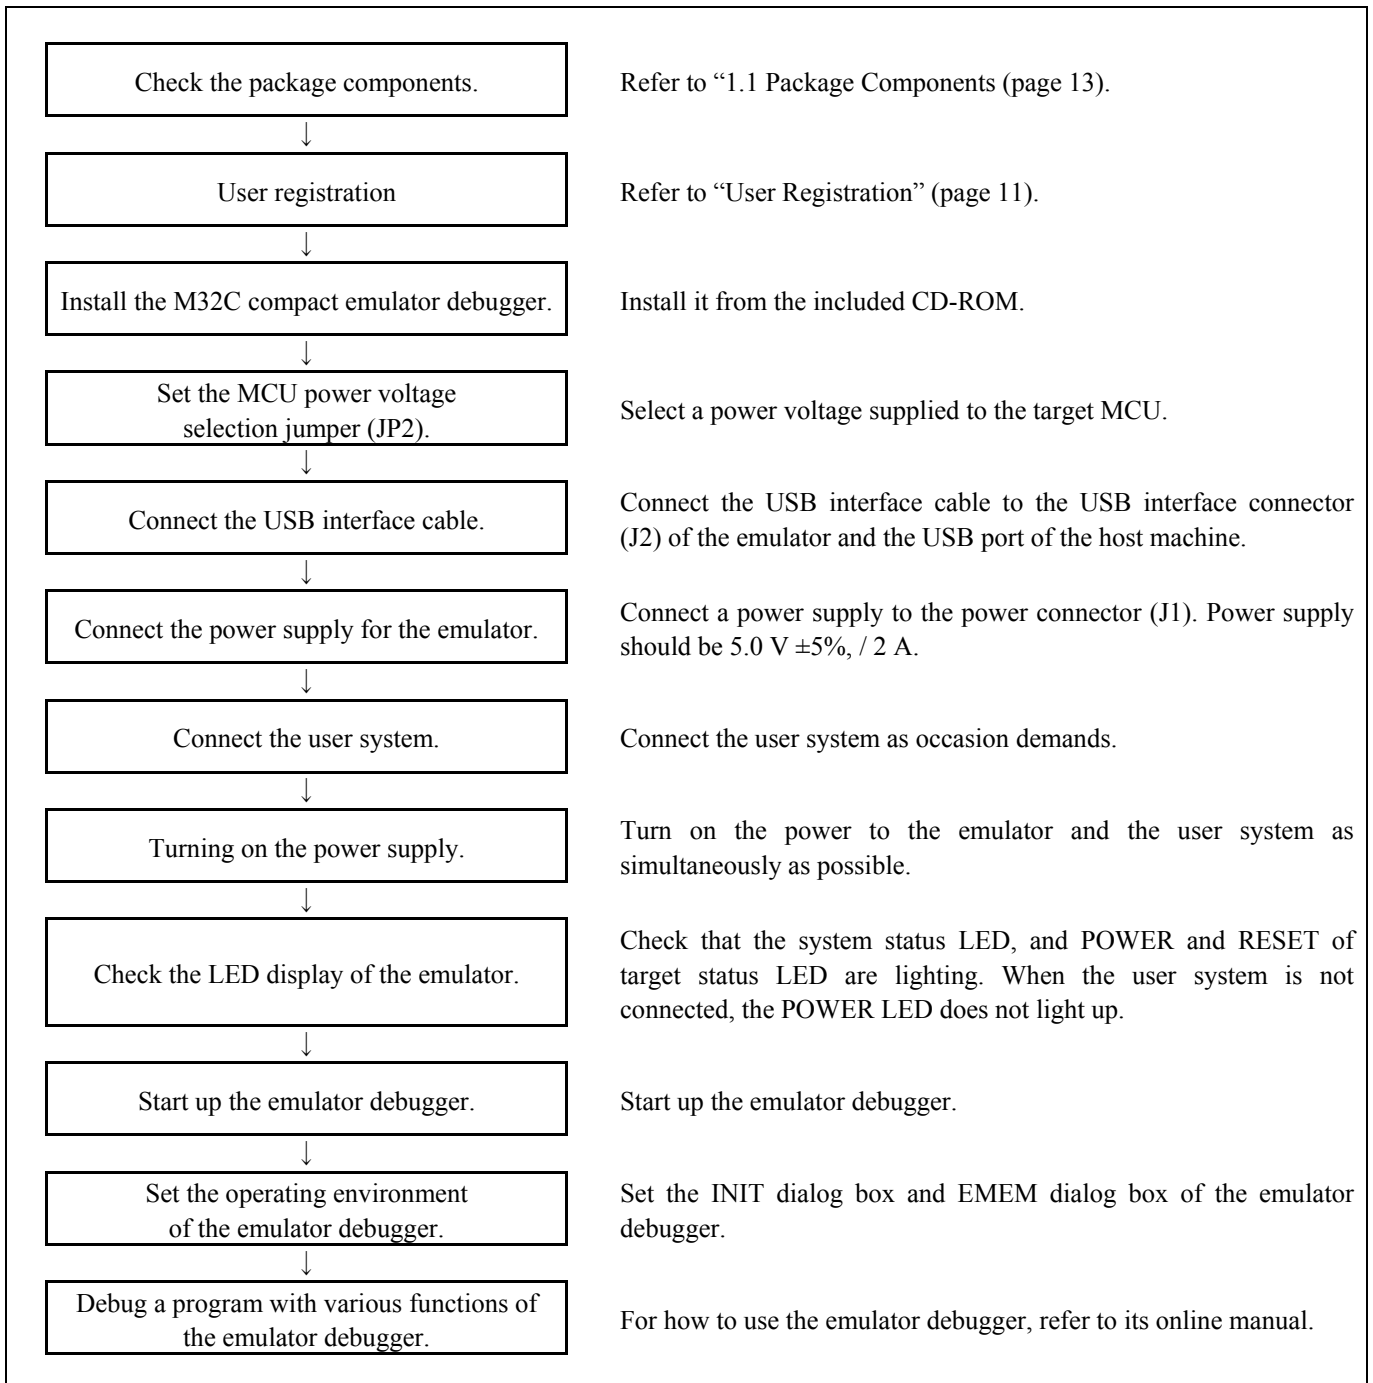 Check the package components.
Refer to “1.1 Package Components (page 13).
↓
User registration
Refer to “User Registration” (page 11).
↓
Install the M32C compact emulator debugger.
Install it from the included CD-ROM.
↓
Set the MCU power voltage
selection jumper (JP2).
Select a power voltage supplied to the target MCU.
↓
Connect the USB interface cable.
Connect the USB interface cable to the USB interface connector
(J2) of the emulator and the USB port of the host machine.
↓
Connect the power supply for the emulator.
Connect a power supply to the power connector (J1). Power supply
should be 5.0 V ±5%, / 2 A.
↓
Connect the user system.
Connect the user system as occasion demands.
↓
Turning on the power supply.
Turn on the power to the emulator and the user system as
simultaneously as possible.
↓
Check the LED display of the emulator.
Check that the system status LED, and POWER and RESET of
target status LED are lighting. When the user system is not
connected, the POWER LED does not light up.
↓
Start up the emulator debugger.
Start up the emulator debugger.
↓
Set the operating environment
of the emulator debugger.
Set the INIT dialog box and EMEM dialog box of the emulator
debugger.
↓
Debug a program with various functions of
the emulator debugger.
For how to use the emulator debugger, refer to its online manual.